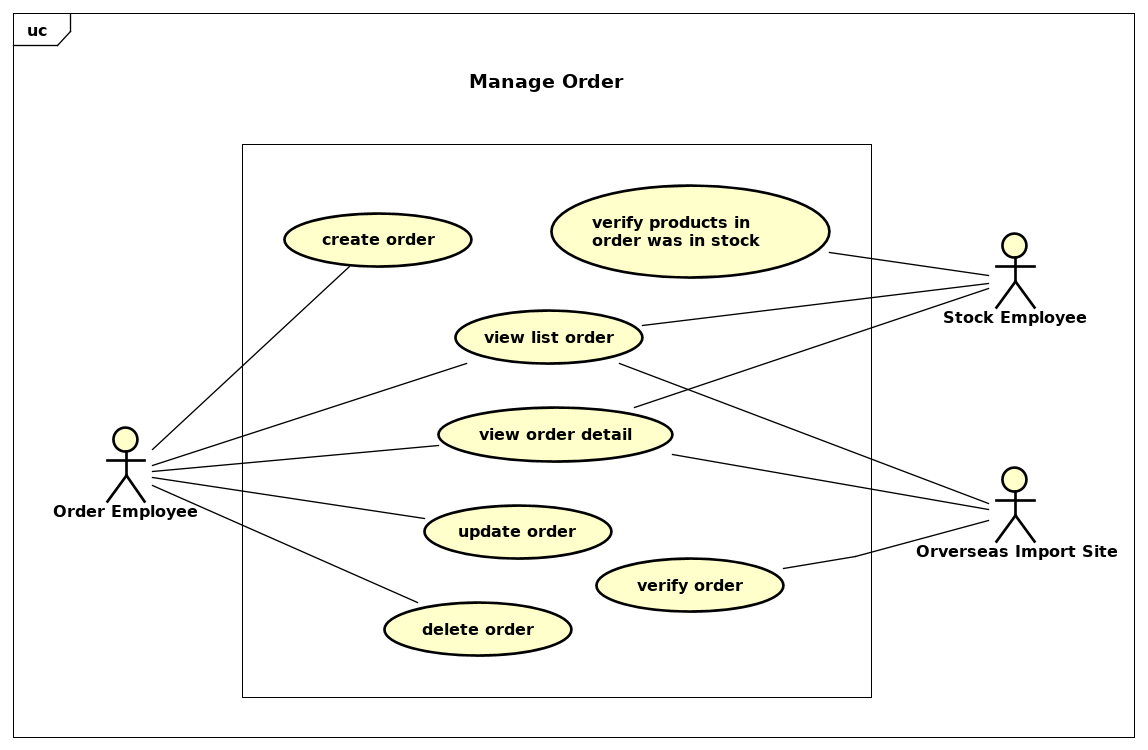 uc
Manage Order
create order
verify products in
order was in stock
Stock Employee
view list order
view order detail
Order Employee
update order
Orverseas Import Site
verify order
delete order